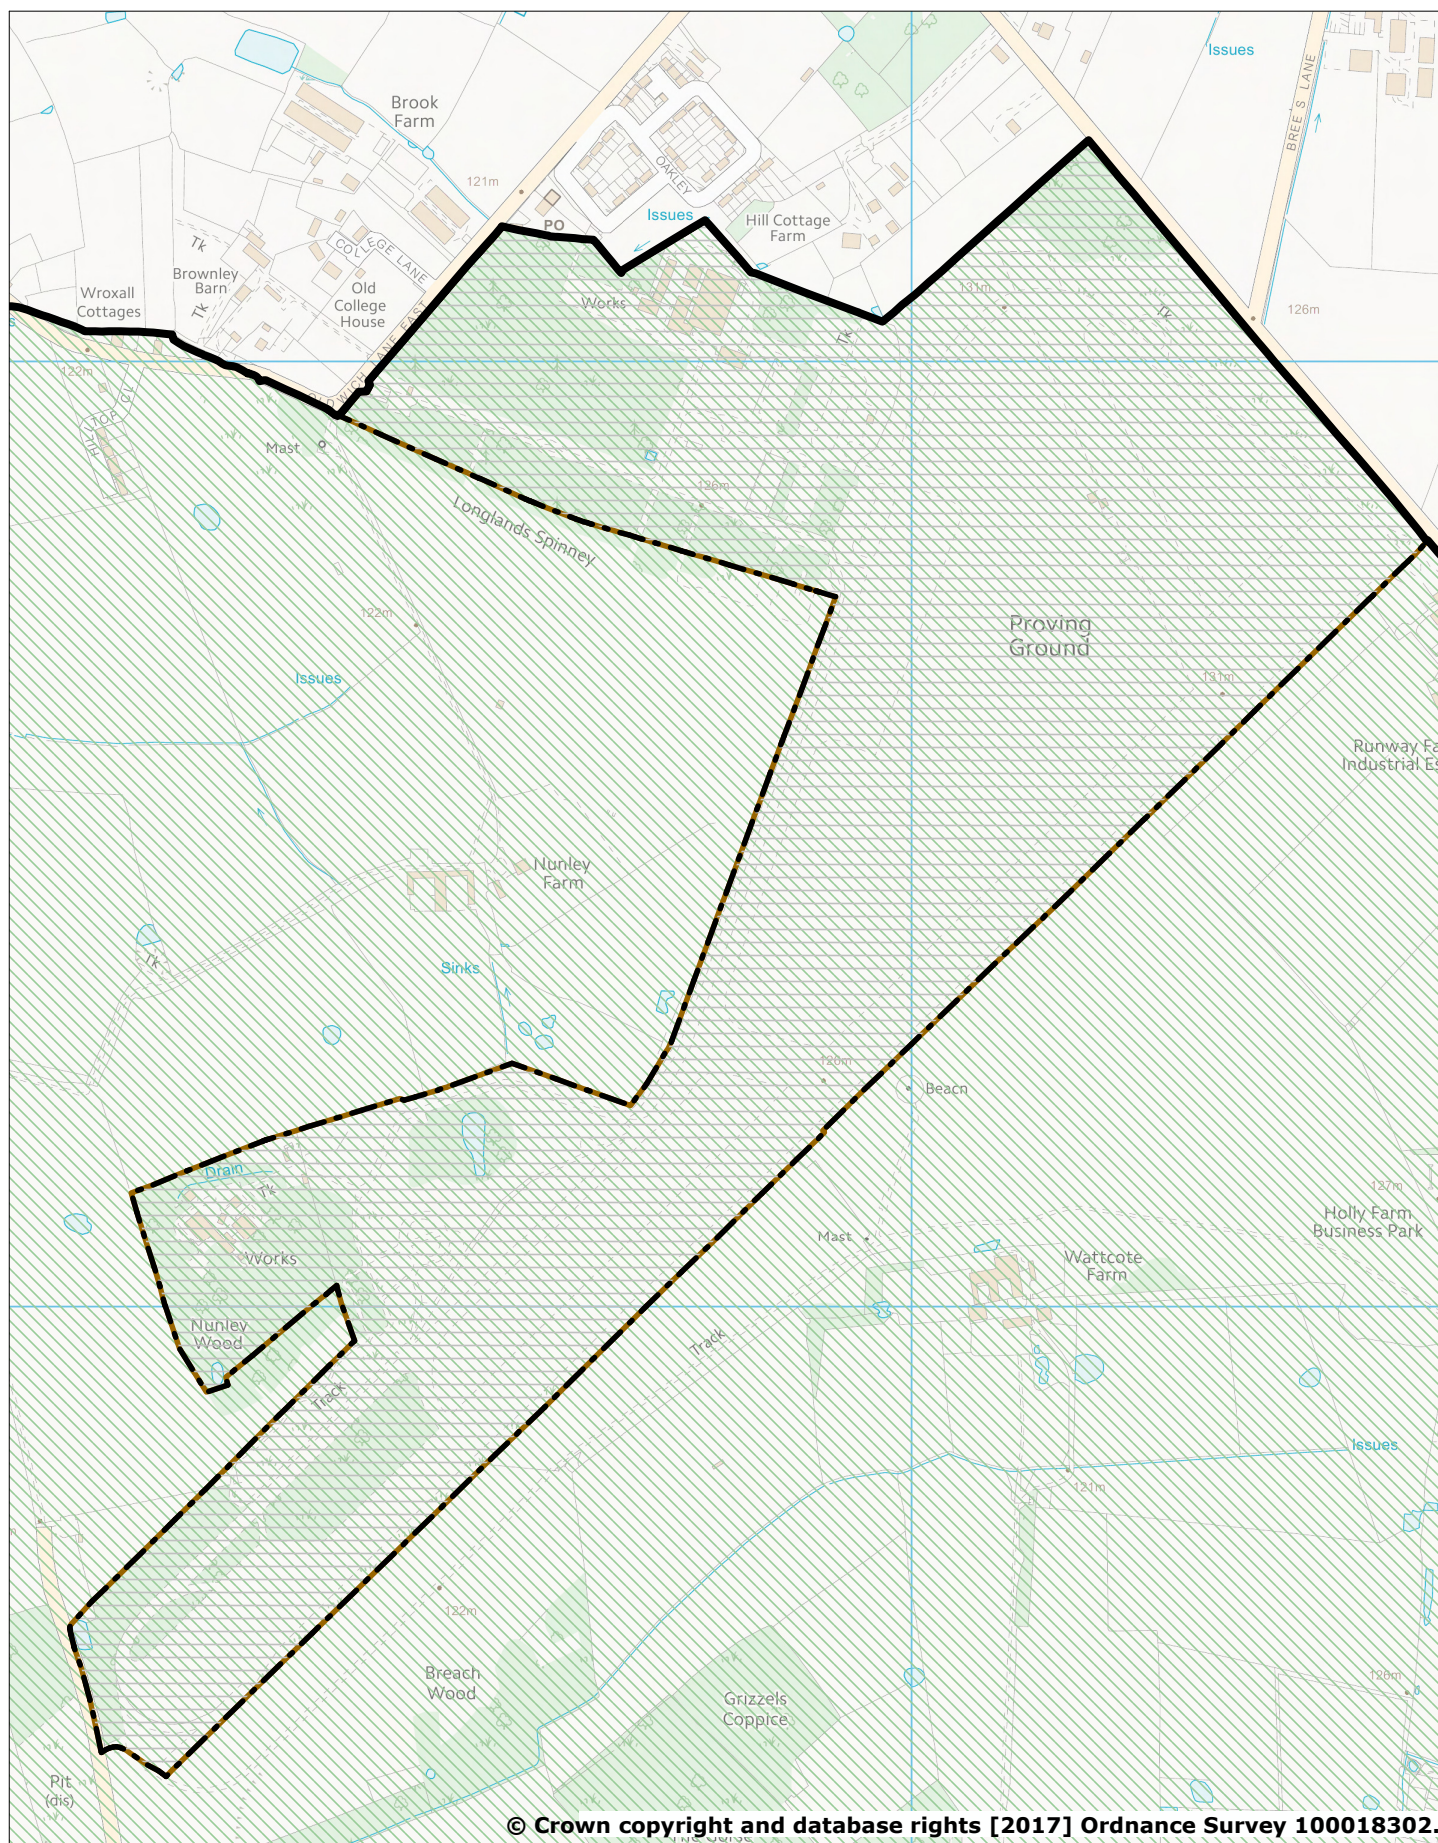 Issues
BREE'S LANE
Brook
Farm
121m
OAKLEY
PO
Issues
Hill Cottage
Farm
Tk
COLLEGE LANE
Brownley
Barn
Old
College
House
Tk
Wroxall
Cottages
Works
131m
Tk
Tk
126m
OLDWICH LANE EAST
122m
HILLTOP CL
Mast
126m
Longlands Spinney
122m
Proving
Ground
Issues
131m
Runway Fa
Industrial Es
Nunley
Farm
Tk
Sinks
126m
Beacn
Drain
Tk
127m
Holly Farm
Business Park
Works
Mast
Wattcote
Farm
Nunley
Wood
Track
Track
Issues
121m
122m
Breach
Wood
126m
Grizzels
Coppice
Pit
(dis)
© Crown copyright and database rights [2017] Ordnance Survey 100018302.